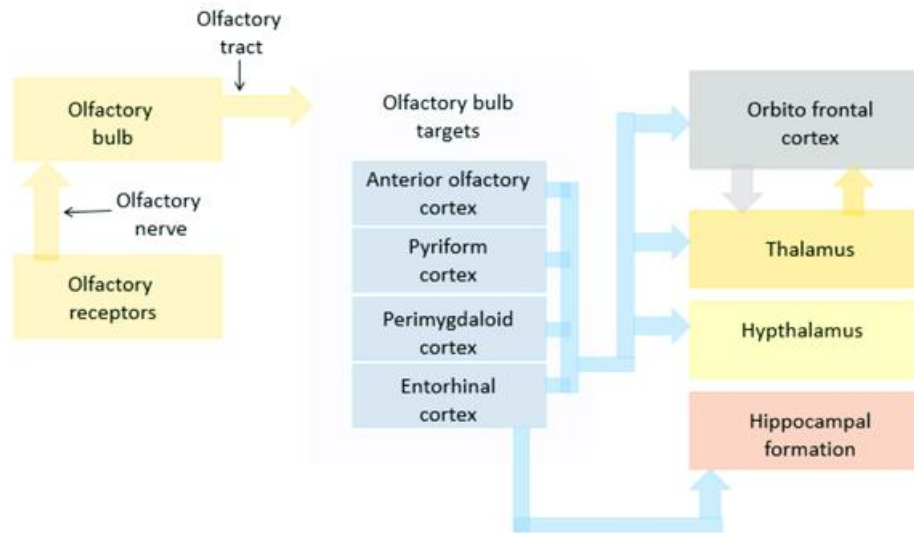 Olfactory
tract
Olfactory
bulb
Olfactory
nerve
Olfactory
receptors
Olfactory bulb
targets
Anterior olfactory
cortex
Pyriform
cortex
Perimygdaloid
cortex
Entorhinal
cortex
Orbito frontal
cortex
Thalamus
Hypthalamus
Hippocampal
formation